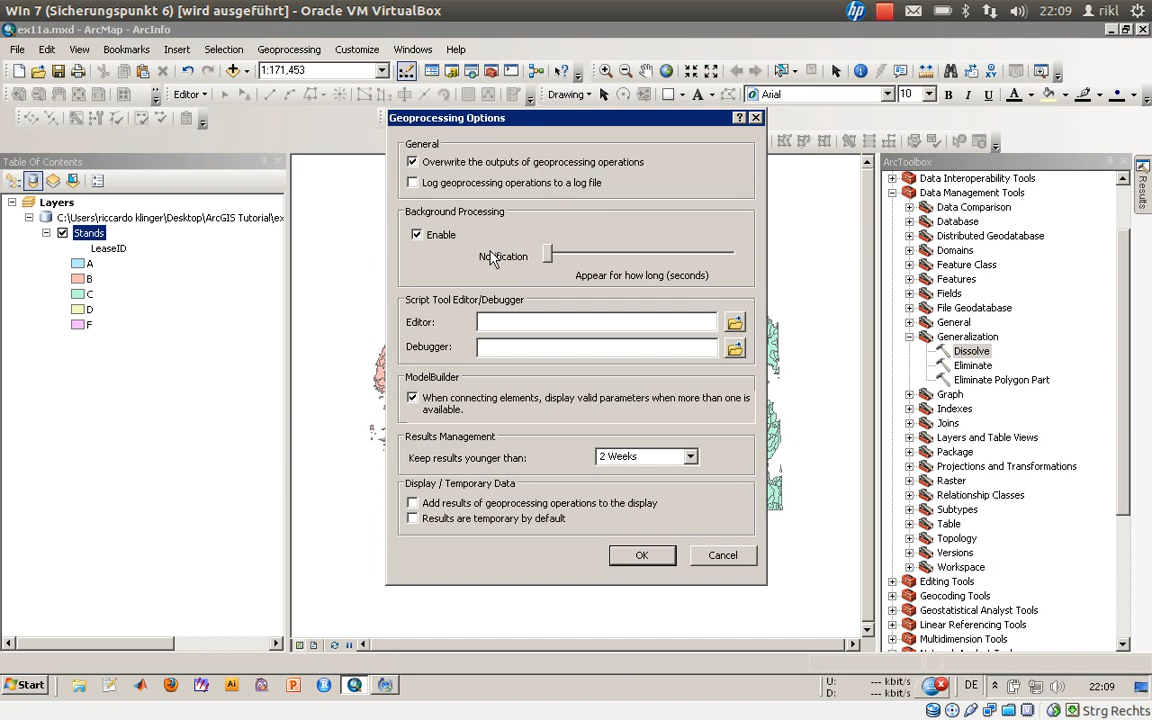 WIn 7 (Sicherungspunkt 6) [wird ausgeführt] - Oracle VM VirtualBox
22:09
rikl
ex11a.mxd - ArcMap - ArcInfo
File Edit View Bookmarks Insert Selection Geoprocessing Customize Windows Help
1:171,453
Editor
Drawing
Arial
10
B I U A
Table Of Contents
Layers
C:\Users\riccardo klinger\Desktop\ArcGIS Tutorial\ex
Stands
LeaseID
A
B
C
D
F
Geoprocessing Options
General
Overwrite the outputs of geoprocessing operations
Log geoprocessing operations to a log file
Background Processing
Enable
Notification
Appear for how long (seconds)
Script Tool Editor/Debugger
Editor:
Debugger:
ModelBuilder
When connecting elements, display valid parameters when more than one is
available.
Results Management
Keep results younger than:
2 Weeks
Display / Temporary Data
Add results of geoprocessing operations to the display
Results are temporary by default
OK
Cancel
ArcToolbox
Data Interoperability Tools
Data Management Tools
Data Comparison
Database
Distributed Geodatabase
Domains
Feature Class
Features
Fields
File Geodatabase
General
Generalization
Dissolve
Eliminate
Eliminate Polygon Part
Graph
Indexes
Joins
Layers and Table Views
Package
Projections and Transformations
Raster
Relationship Classes
Subtypes
Table
Topology
Versions
Workspace
Editing Tools
Geocoding Tools
Geostatistical Analyst Tools
Linear Referencing Tools
Multidimension Tools
Results
Start
U: --- kbit/s
D: --- kbit/s
DE
22:09
Strg Rechts